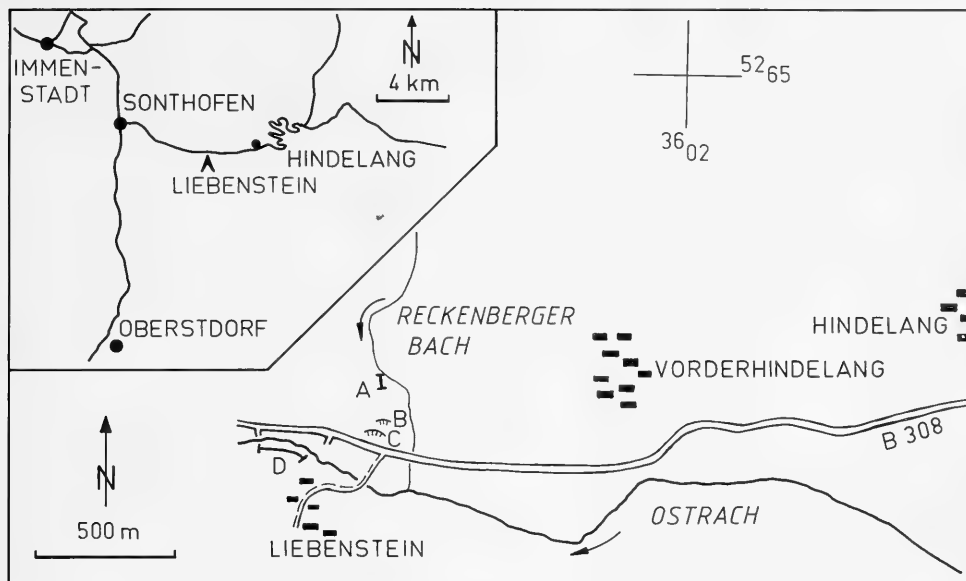 IMMEN-
STADT
SONTHOFEN
N
4 km
HINDELANG
LIEBENSTEIN
OBERSTDORF
52 65
36 02
RECKENBERGER
BACH
HINDELANG
VORDERHINDELANG
A
B
C
B 308
D
N
500 m
LIEBENSTEIN
OSTRACH